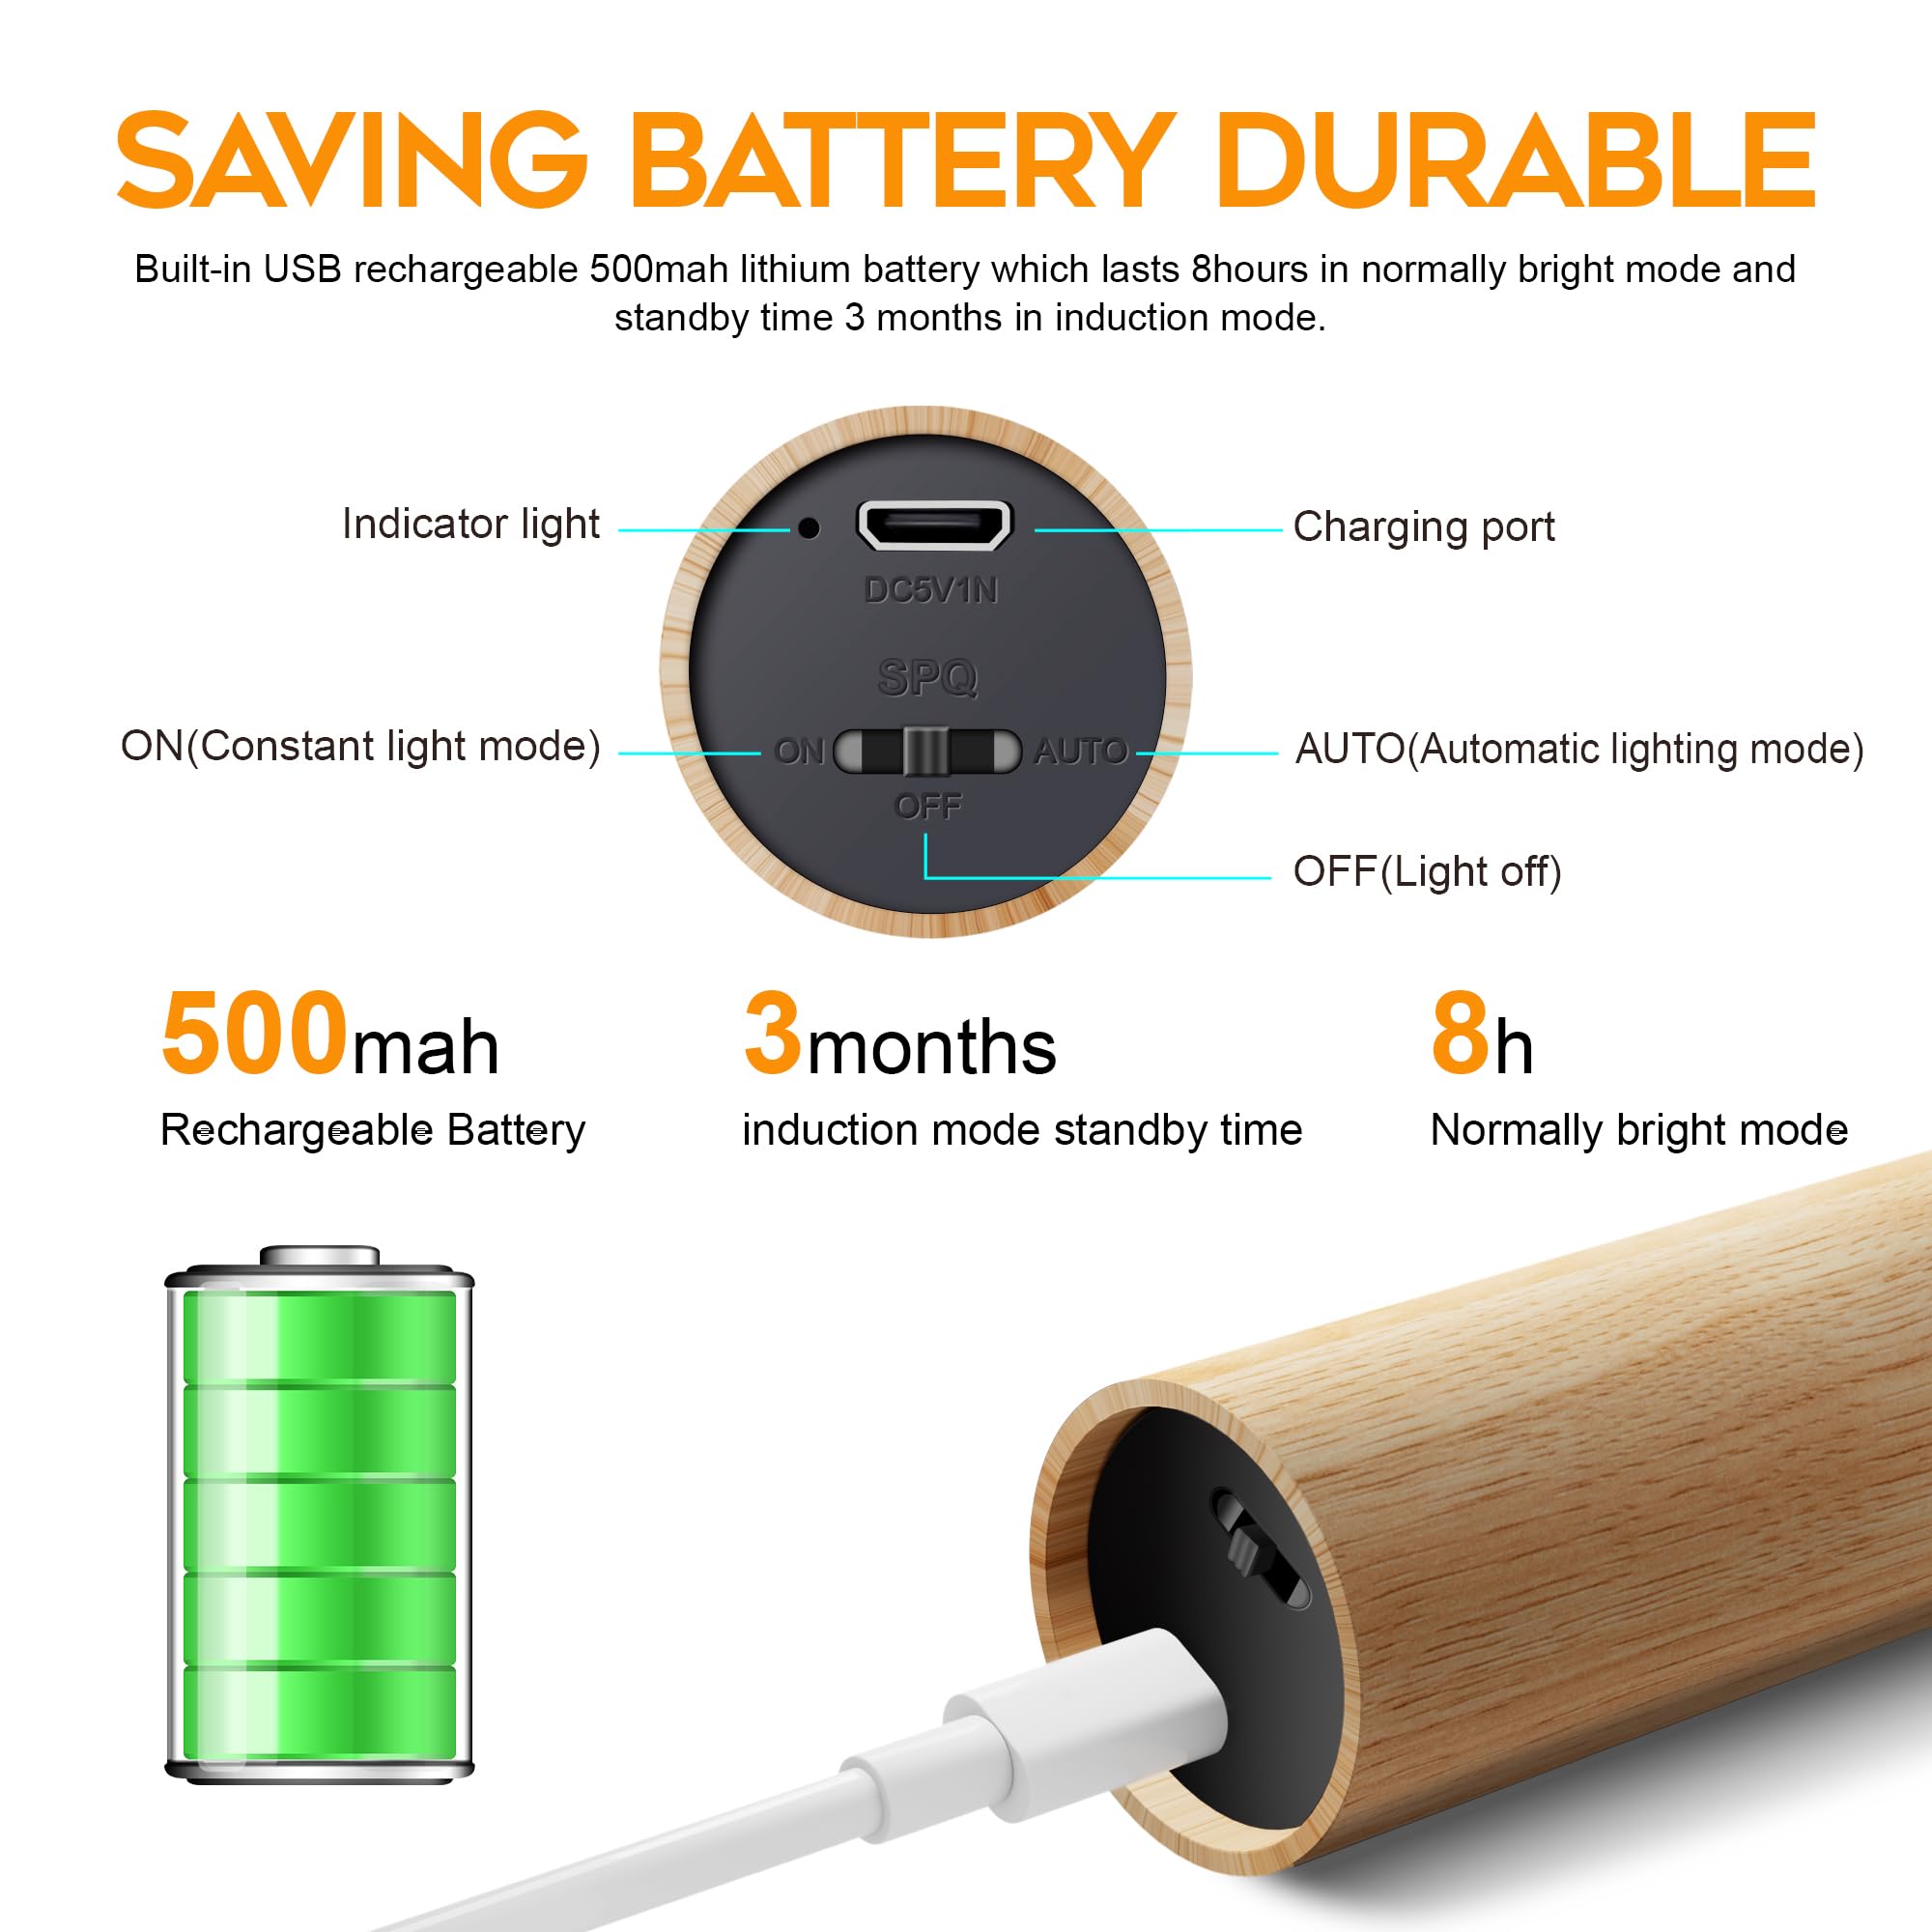 SAVING BATTERY DURABLE
Built-in USB rechargeable 500mah lithium battery which lasts 8hours in normally bright mode and
standby time 3 months in induction mode.
Indicator light
Charging port
DC5V1N
SPQ
ON(Constant light mode)
ON
AUTO
AUTO(Automatic lighting mode)
OFF
OFF(Light off)
500mah
3months
8h
Rechargeable Battery
induction mode standby time
Normally bright mode